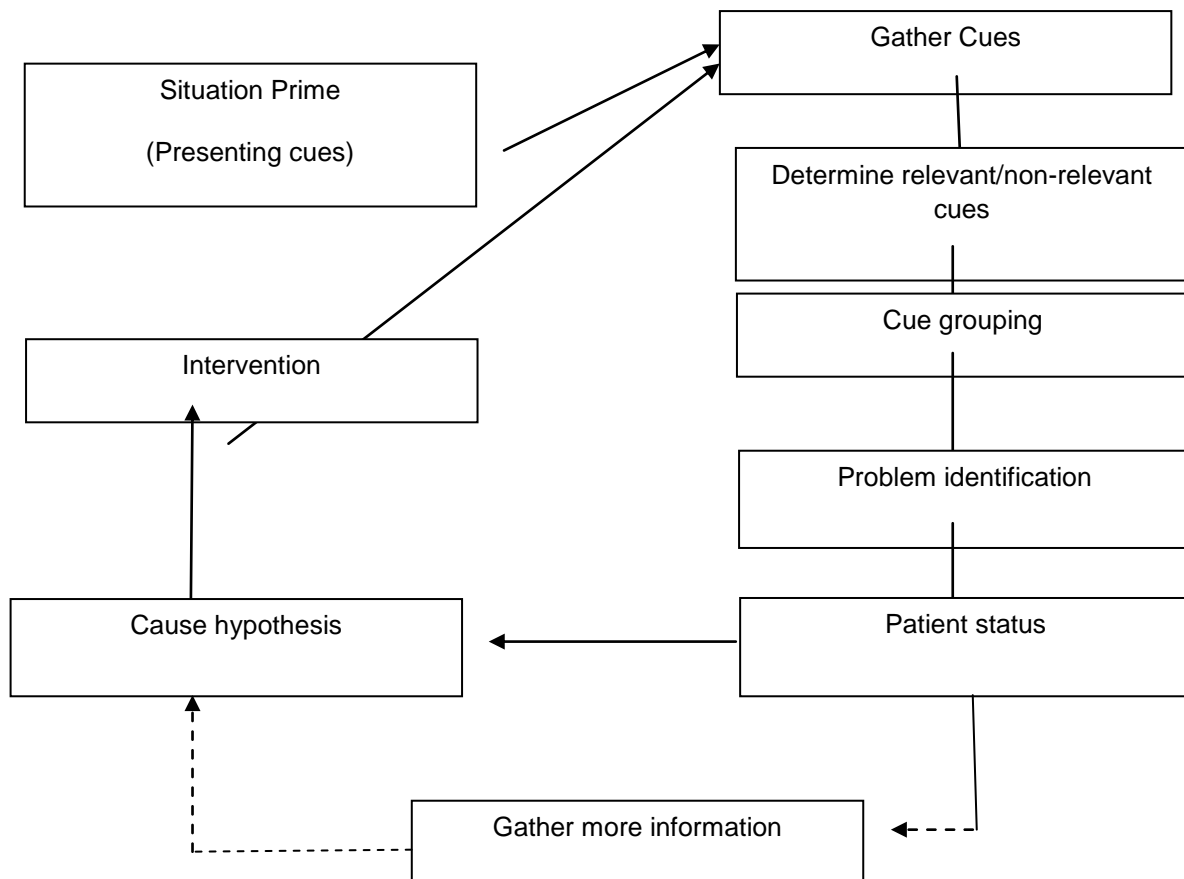 Gather Cues
Situation Prime
(Presenting cues)
Determine relevant/non-relevant
cues
Cue grouping
Intervention
Problem identification
Cause hypothesis
Patient status
Gather more information